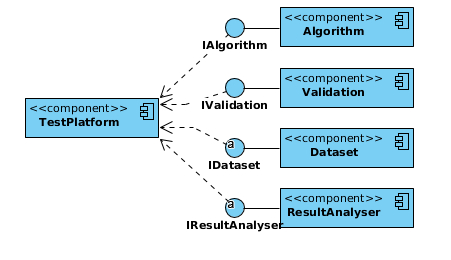 <<component>>
Algorithm
IAlgorithm
<<component>>
Validation
IValidation
<<component>>
TestPlatform
a
<<component>>
Dataset
IDataset
a
<<component>>
ResultAnalyser
IResultAnalyser